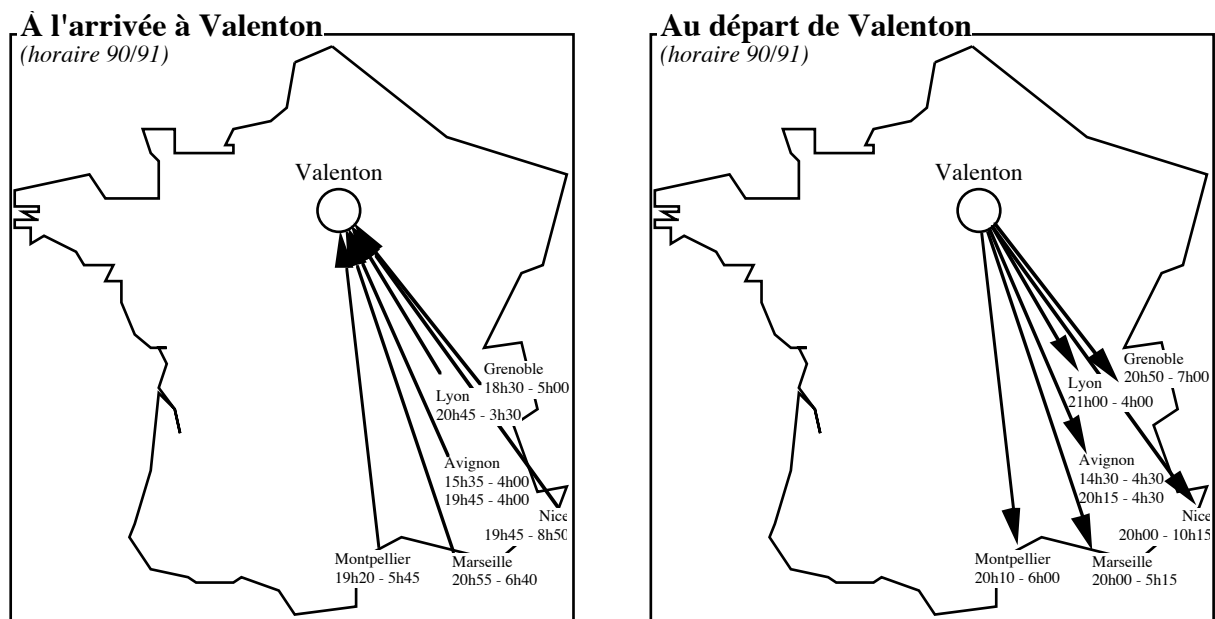 À l'arrivée à Valenton
(horaire 90/91)
Valenton
Grenoble
18h30 - 5h00
Lyon
20h45 - 3h30
Avignon
15h35 - 4h00
19h45 - 4h00
Nice
19h45 - 8h50
Montpellier
19h20 - 5h45
Marseille
20h55 - 6h40
Au départ de Valenton
(horaire 90/91)
Valenton
Grenoble
20h50 - 7h00
Lyon
21h00 - 4h00
Avignon
14h30 - 4h30
20h15 - 4h30
Nice
20h00 - 10h15
Montpellier
20h10 - 6h00
Marseille
20h00 - 5h15